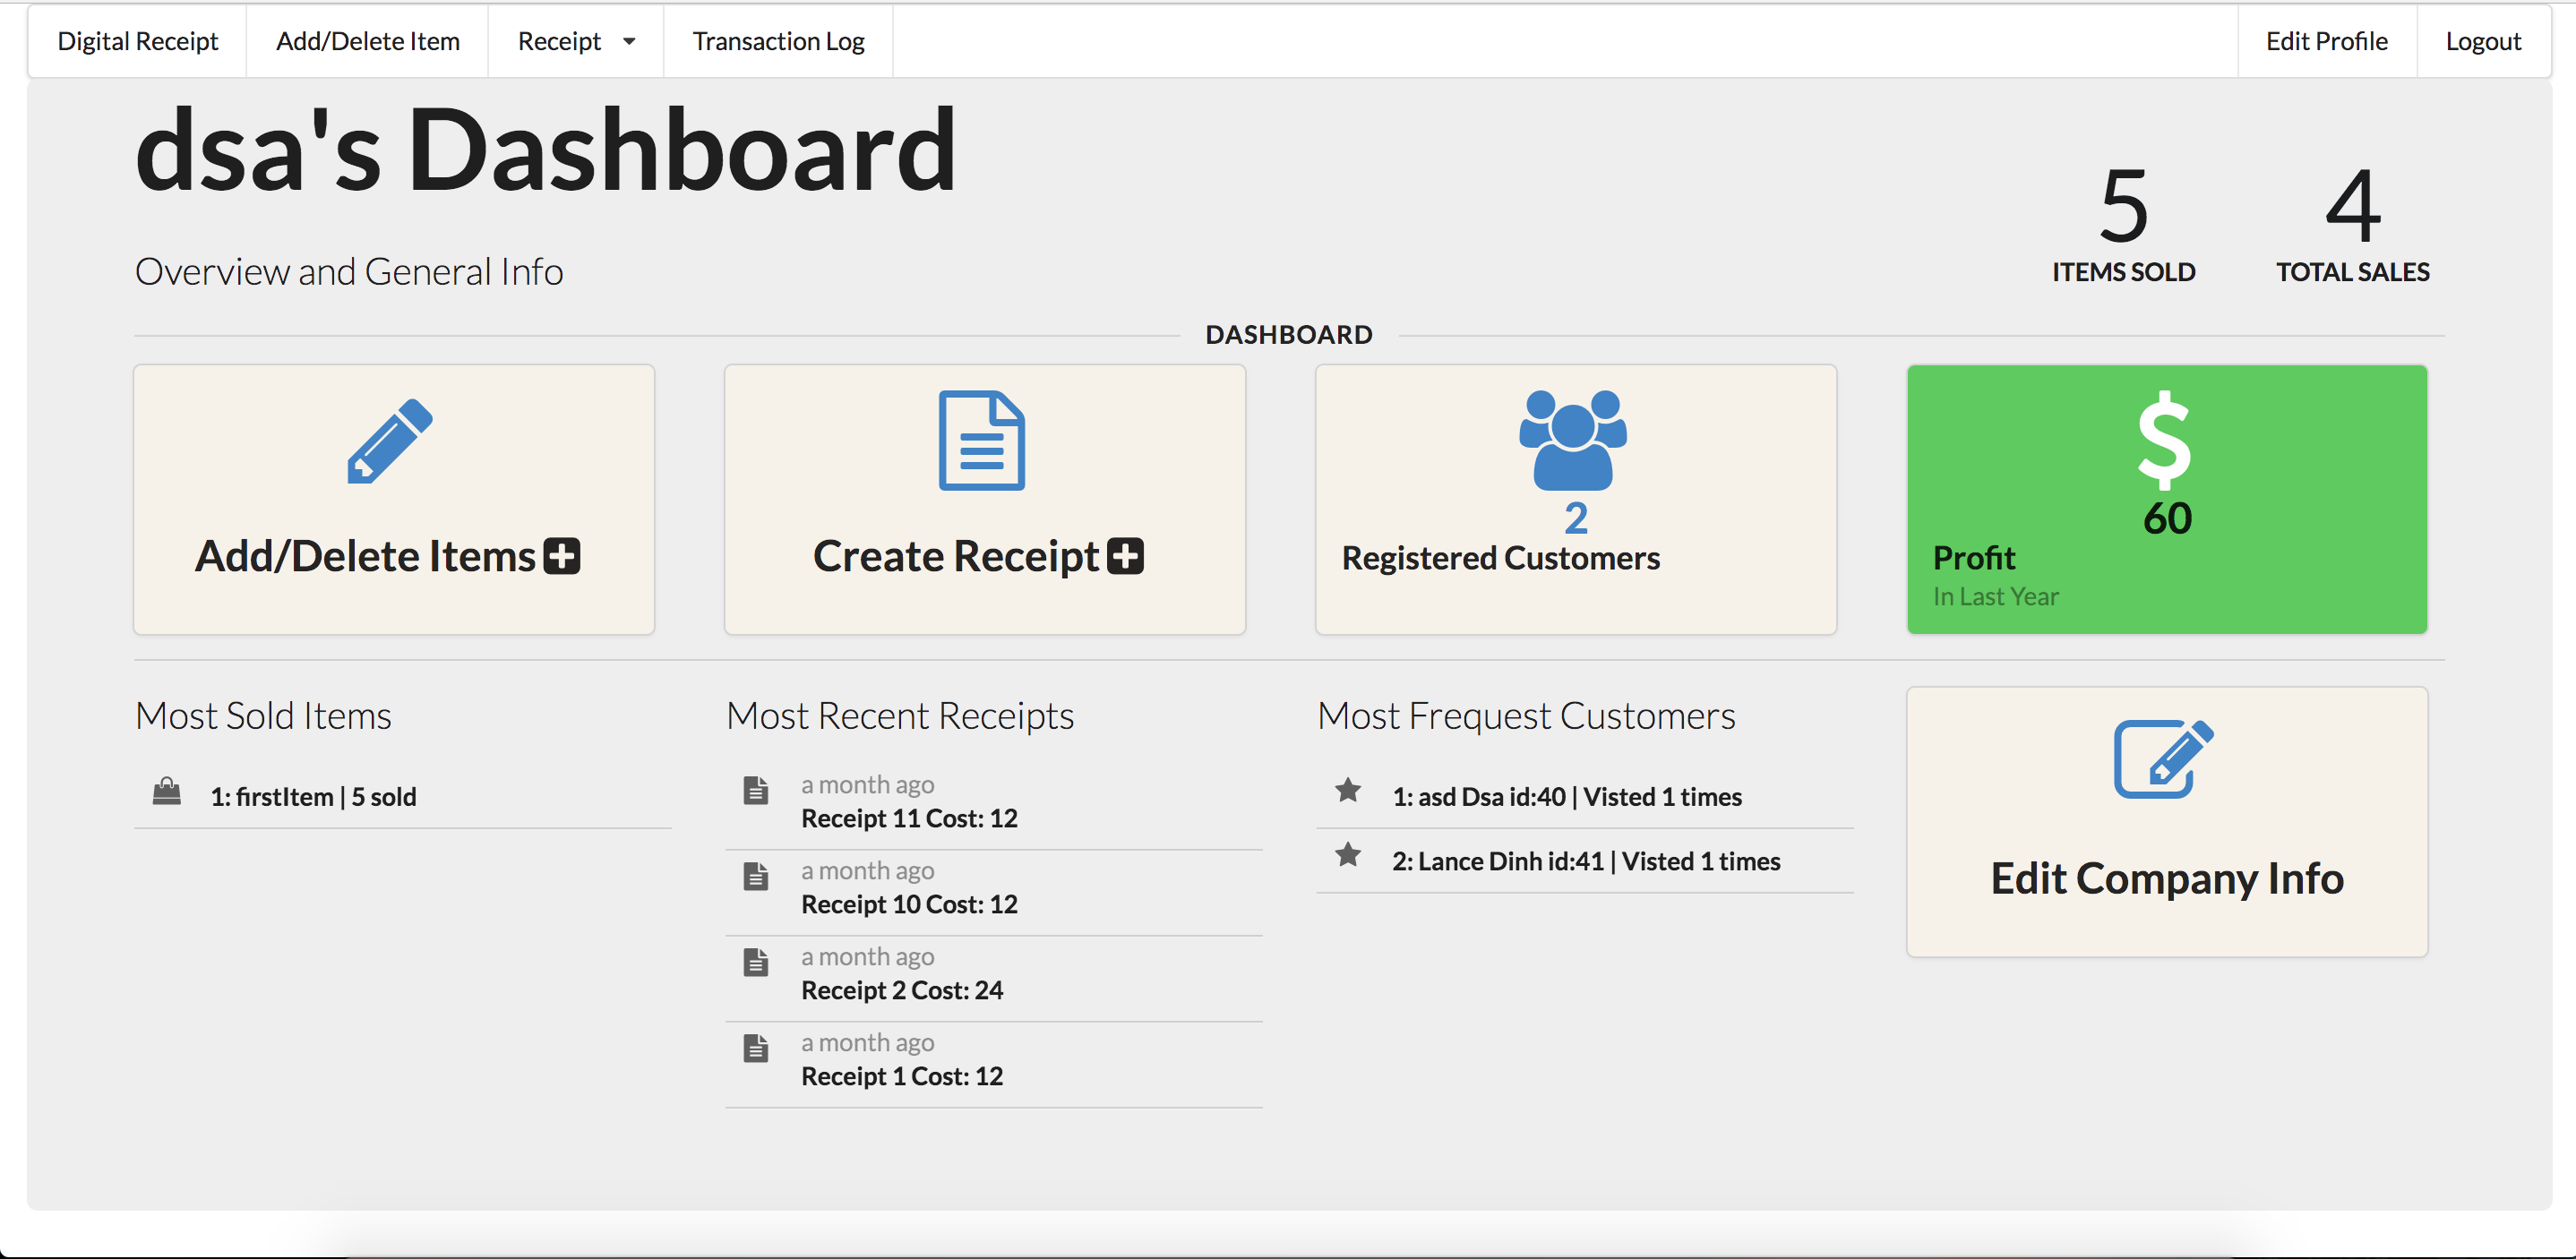 Digital Receipt Add/Delete Item Receipt Transaction Log Edit Profile Logout
dsa's Dashboard
Overview and General Info
5 4
ITEMS SOLD TOTAL SALES
DASHBOARD
Add/Delete Items
Create Receipt
2
Registered Customers
$
60
Profit
In Last Year
Most Sold Items
1: firstItem | 5 sold
Most Recent Receipts
a month ago
Receipt 11 Cost: 12
a month ago
Receipt 10 Cost: 12
a month ago
Receipt 2 Cost: 24
a month ago
Receipt 1 Cost: 12
Most Frequent Customers
1: asd Dsa id:40 | Visted 1 times
2: Lance Dinh id:41 | Visted 1 times
Edit Company Info